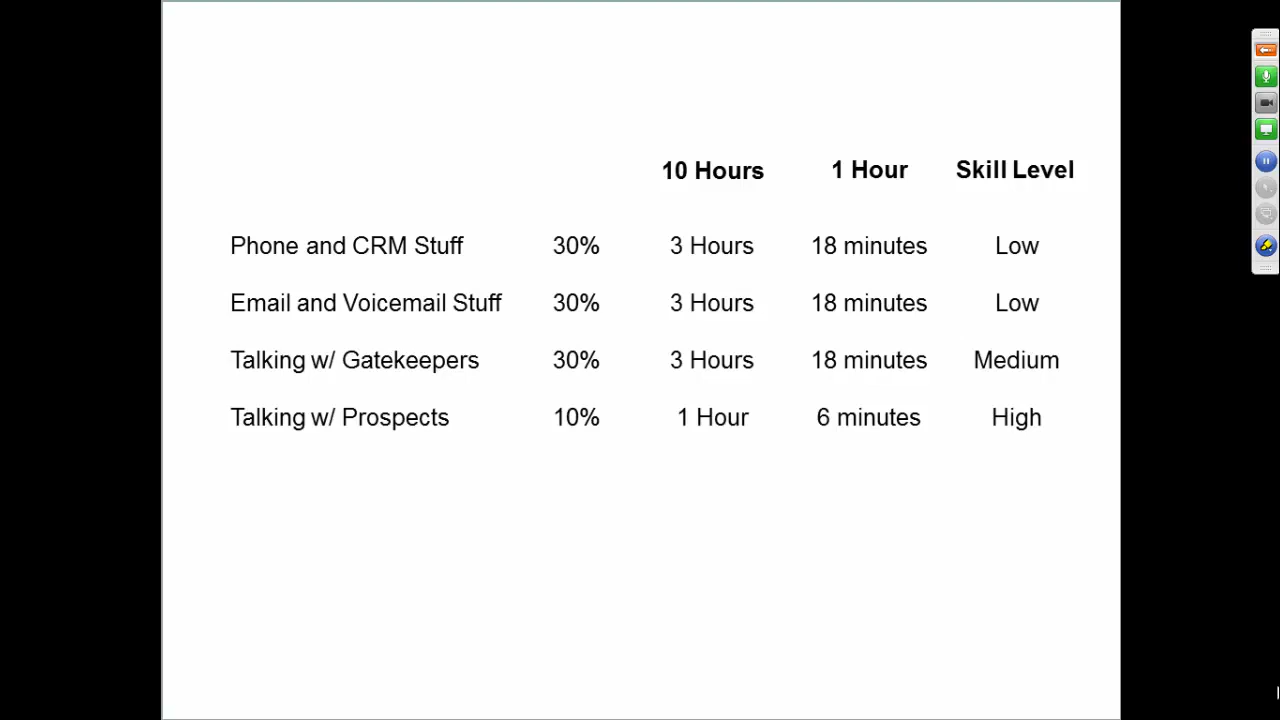 10 Hours 1 Hour Skill Level
Phone and CRM Stuff 30% 3 Hours 18 minutes Low
Email and Voicemail Stuff 30% 3 Hours 18 minutes Low
Talking w/ Gatekeepers 30% 3 Hours 18 minutes Medium
Talking w/ Prospects 10% 1 Hour 6 minutes High